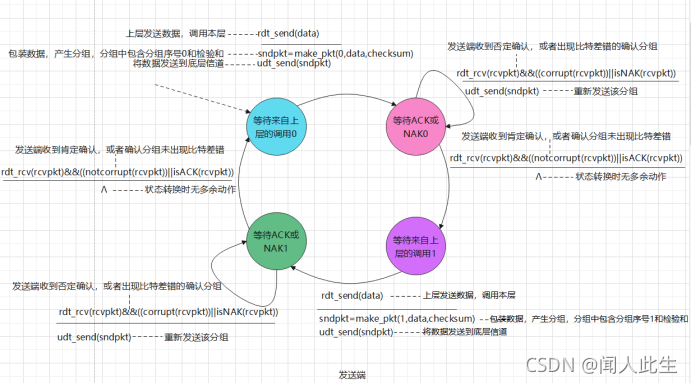 上层发送数据，调用本层
rdt_send(data)
包装数据，产生分组，分组中包含分组序号0和检验和
sndpkt=make_pkt(0,data,checksum)
将数据发送到底层信道
udt_send(sndpkt)
发送端收到否定确认，或者出现比特差错的确认分组
rdt_rcv(rcvpkt)&&((corrupt(rcvpkt)||isNAK(rcvpkt))
udt_send(sndpkt)
重新发送该分组
等待来自上
层的调用0
等待ACK或
NAK0
发送端收到肯定确认，或者确认分组未出现比特差错
rdt_rcv(rcvpkt)&&((notcorrupt(rcvpkt)||isACK(rcvpkt))
Λ
状态转换时无多余动作
发送端收到肯定确认，或者确认分组未出现比特差错
rdt_rcv(rcvpkt)&&((notcorrupt(rcvpkt)||isACK(rcvpkt))
Λ
状态转换时无多余动作
等待ACK或
NAK1
等待来自上
层的调用1
发送端收到否定确认，或者出现比特差错的确认分组
rdt_rcv(rcvpkt)&&((corrupt(rcvpkt)||isNAK(rcvpkt))
udt_send(sndpkt)
重新发送该分组
rdt_send(data)
上层发送数据，调用本层
sndpkt=make_pkt(1,data,checksum)
包装数据，产生分组，分组中包含分组序号1和检验和
udt_send(sndpkt)
将数据发送到底层信道
发送端
CSDN @闻人此生